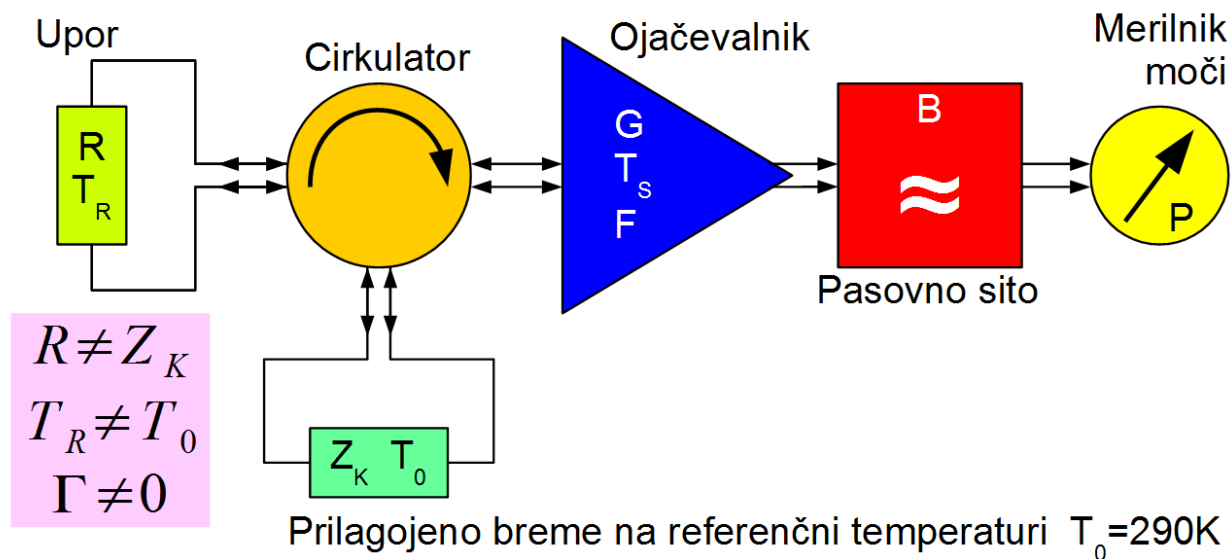 Upor
R
T_R
Cirkulator
Ojačevalnik
G
T_S
F
B
≈
Pasovno sito
Merilnik
moči
P
R ≠ Z_K
T_R ≠ T_0
Γ ≠ 0
Z_K T_0
Prilagojeno breme na referenčni temperaturi T_0=290K